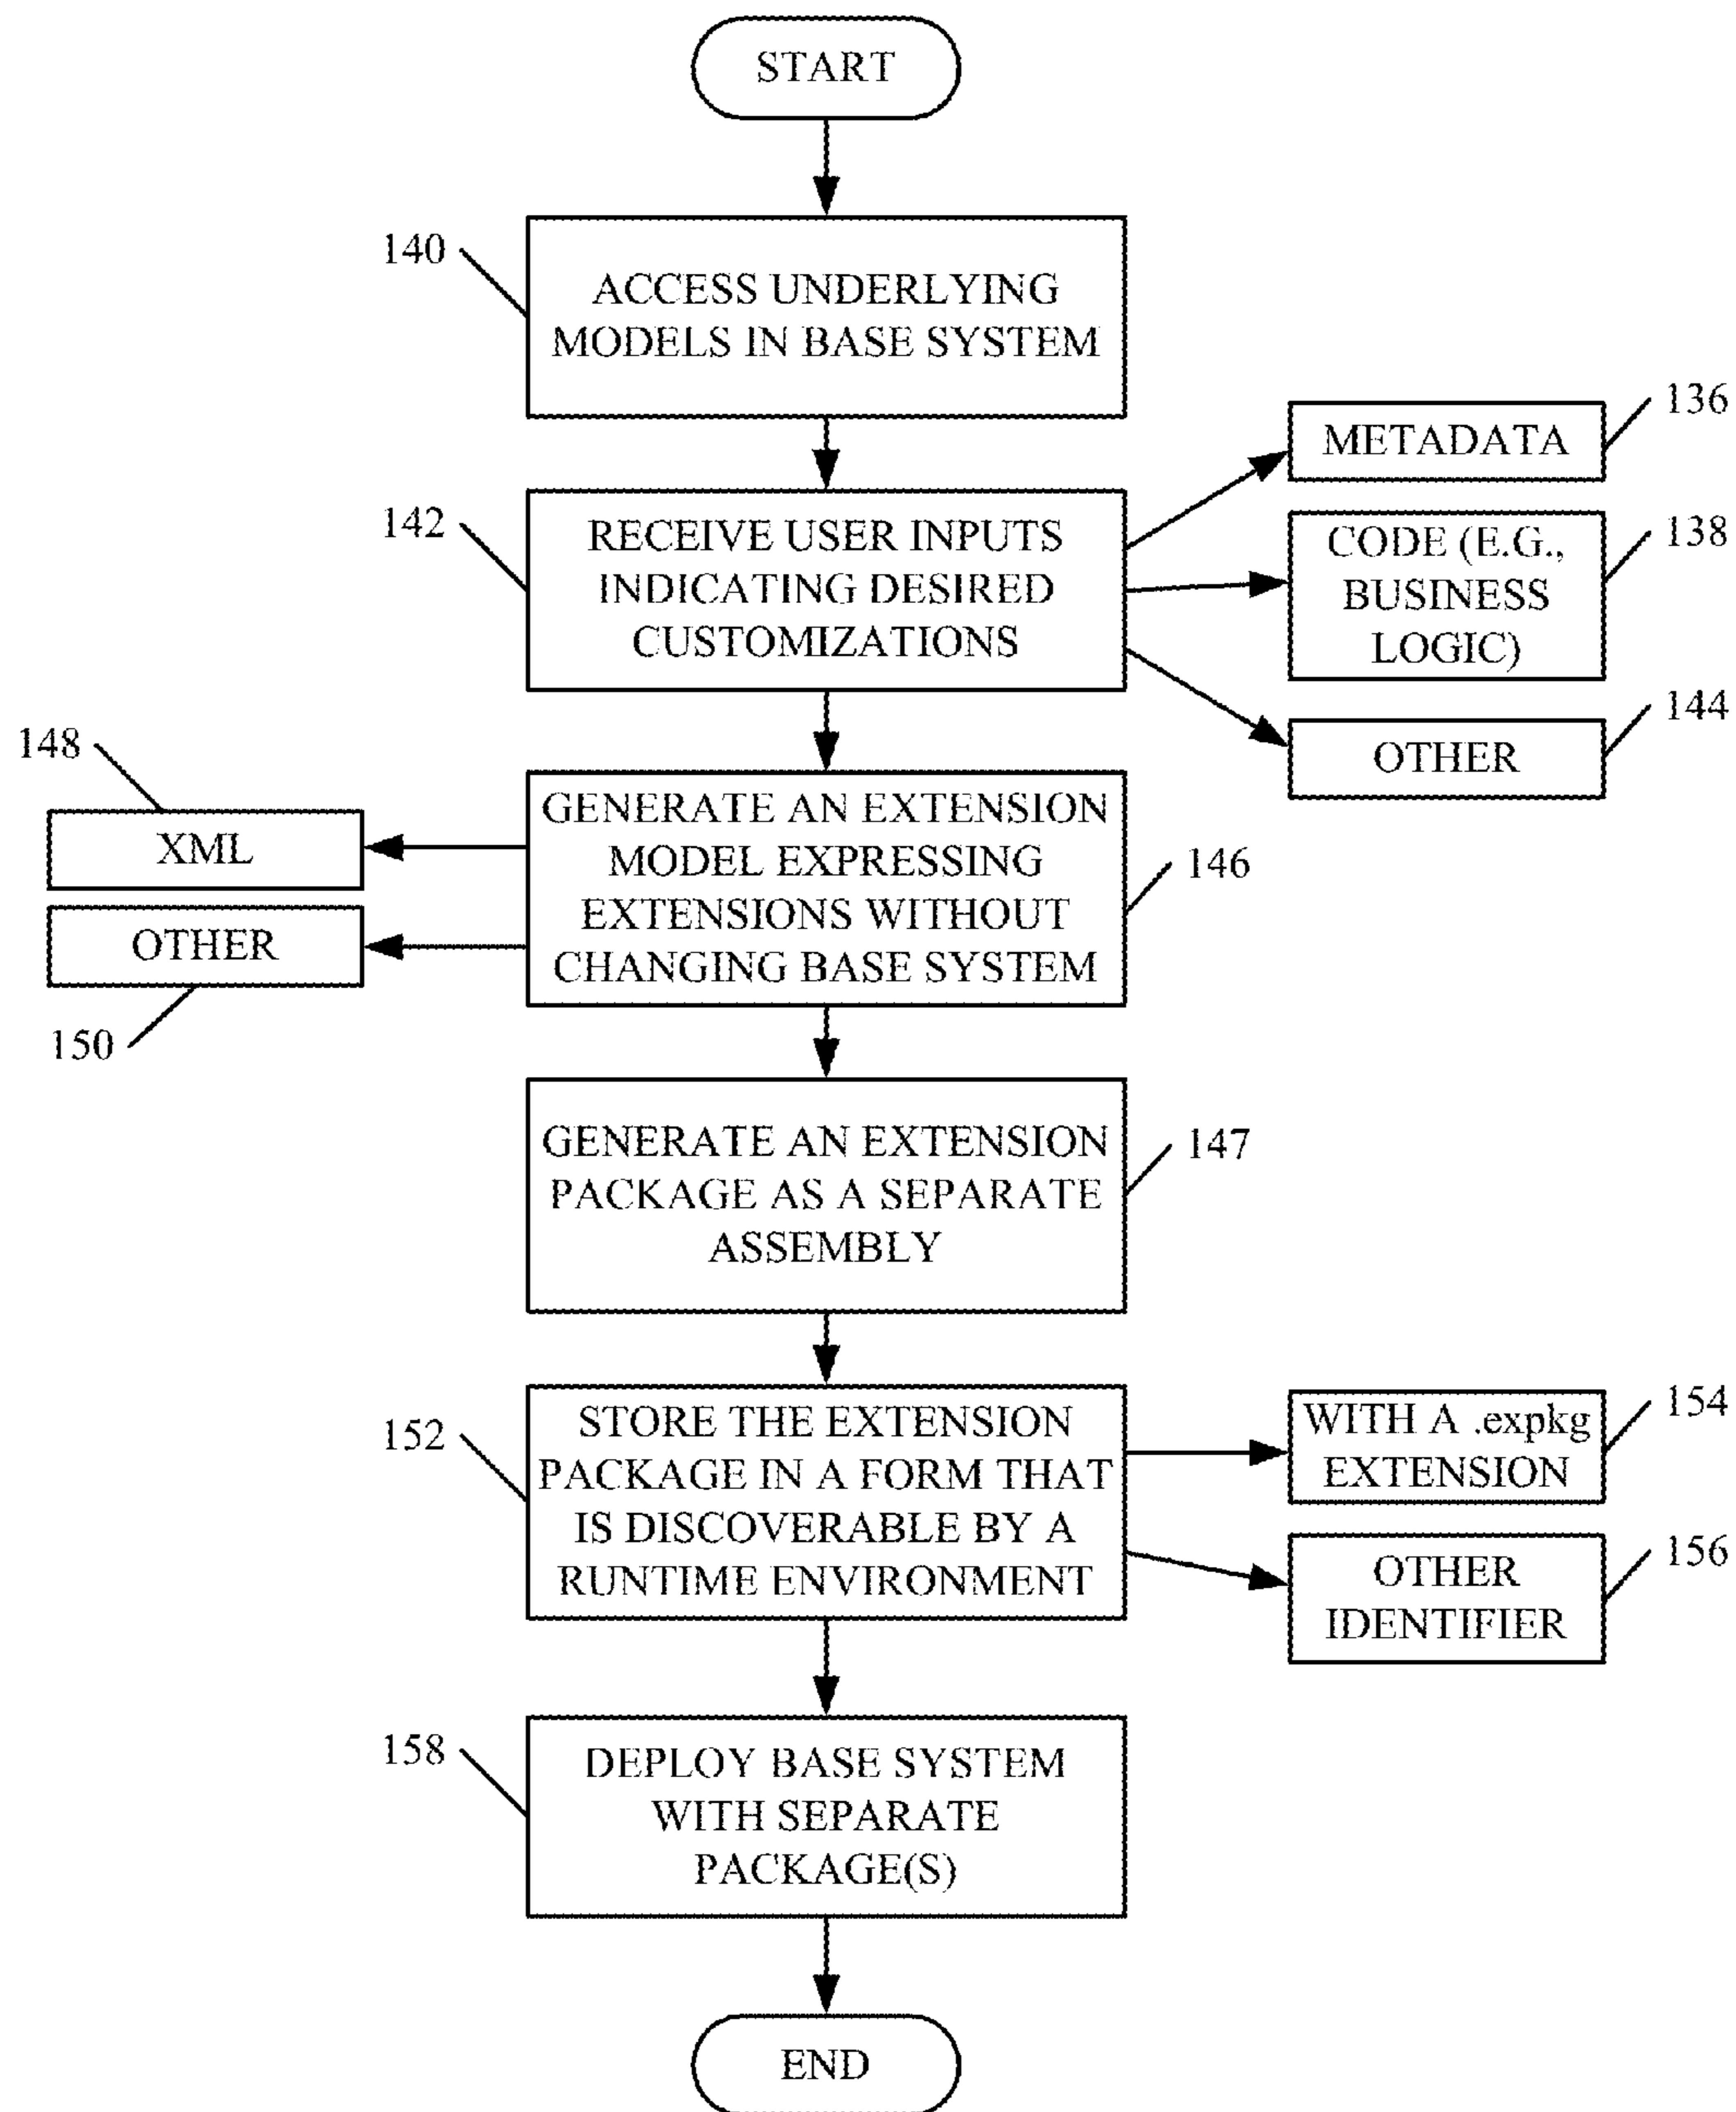 START
140
ACCESS UNDERLYING
MODELS IN BASE SYSTEM
136
METADATA
142
RECEIVE USER INPUTS
INDICATING DESIRED
CUSTOMIZATIONS
138
CODE (E.G.,
BUSINESS
LOGIC)
144
OTHER
148
XML
OTHER
150
GENERATE AN EXTENSION
MODEL EXPRESSING
EXTENSIONS WITHOUT
CHANGING BASE SYSTEM
146
GENERATE AN EXTENSION
PACKAGE AS A SEPARATE
ASSEMBLY
147
152
STORE THE EXTENSION
PACKAGE IN A FORM THAT
IS DISCOVERABLE BY A
RUNTIME ENVIRONMENT
154
WITH A .expkg
EXTENSION
156
OTHER
IDENTIFIER
158
DEPLOY BASE SYSTEM
WITH SEPARATE
PACKAGE(S)
END